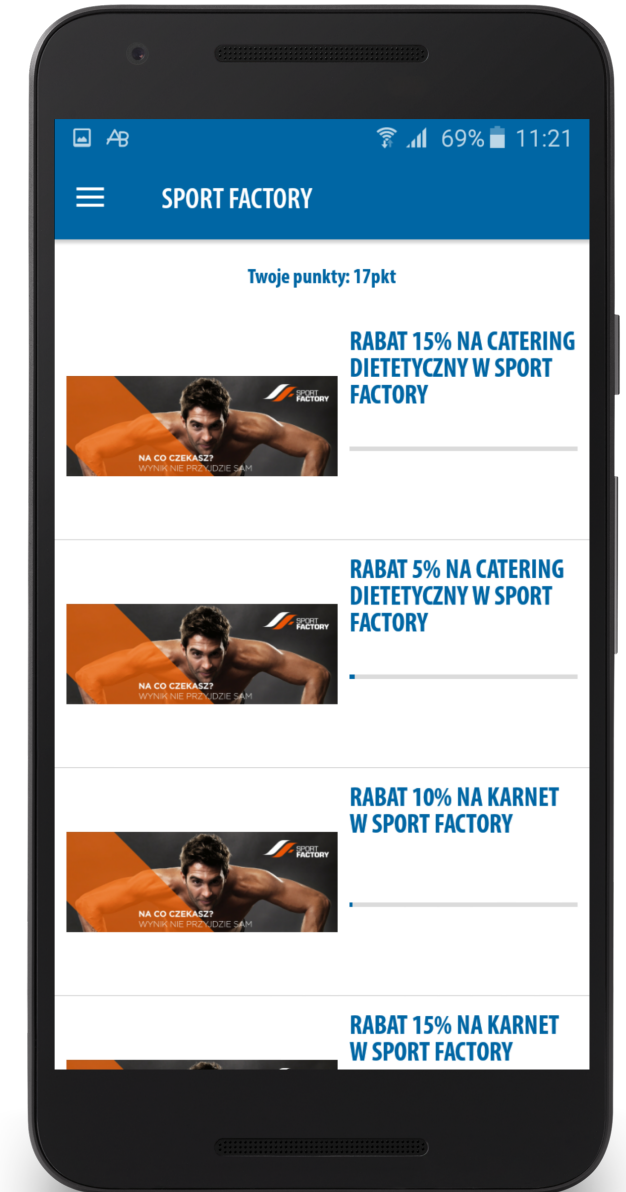 AB
69% 11:21
SPORT FACTORY
Twoje punkty: 17pkt
RABAT 15% NA CATERING
DIETETYCZNY W SPORT
FACTORY
SPORT
FACTORY
NA CO CZEKASZ?
WYNIK NIE PRZYJDZIE SAM
RABAT 5% NA CATERING
DIETETYCZNY W SPORT
FACTORY
SPORT
FACTORY
NA CO CZEKASZ?
WYNIK NIE PRZYJDZIE SAM
RABAT 10% NA KARNET
W SPORT FACTORY
SPORT
FACTORY
NA CO CZEKASZ?
WYNIK NIE PRZYJDZIE SAM
RABAT 15% NA KARNET
W SPORT FACTORY